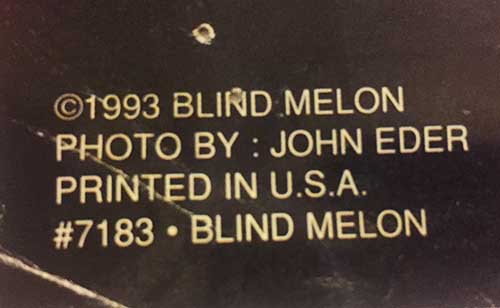 ©1993 BLIND MELON
PHOTO BY : JOHN EDER
PRINTED IN U.S.A.
#7183 • BLIND MELON